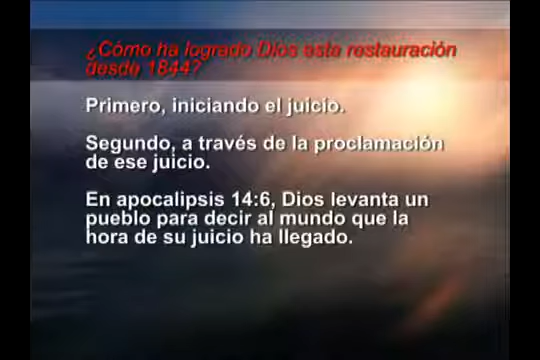 ¿Cómo ha logrado Dios esta restauración
desde 1844?
Primero, iniciando el juicio.
Segundo, a través de la proclamación
de ese juicio.
En apocalipsis 14:6, Dios levanta un
pueblo para decir al mundo que la
hora de su juicio ha llegado.